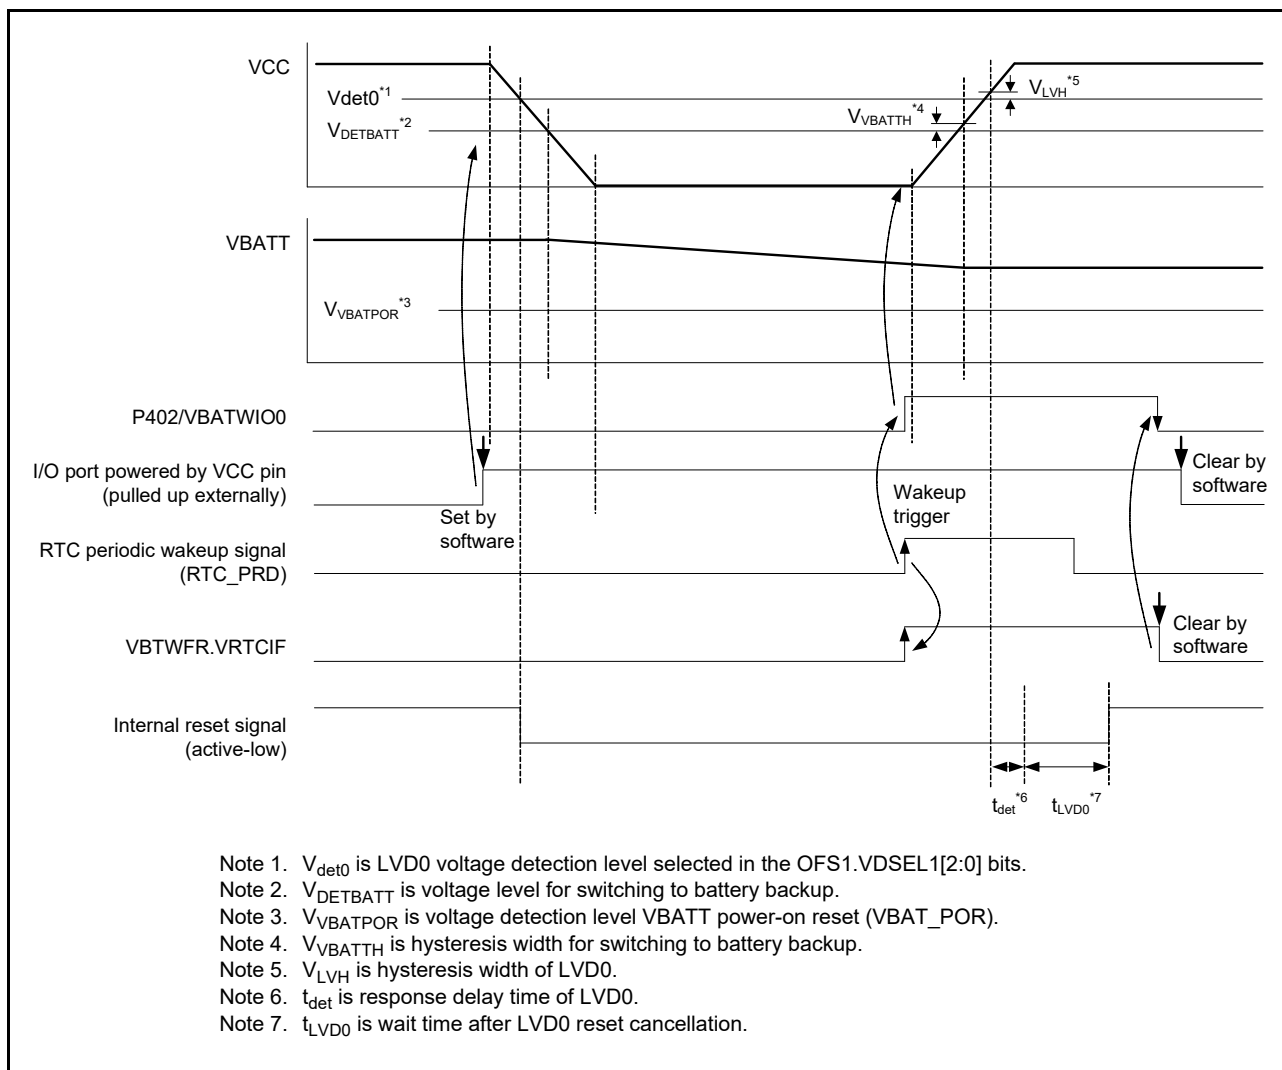 VCC
Vdet0*1
VDETBATT*2
VVBATTH*4
VLVH*5
VBATT
VVBATPOR*3
P402/VBATWIO0
I/O port powered by VCC pin
(pulled up externally)
Set by
software
Wakeup
trigger
Clear by
software
RTC periodic wakeup signal
(RTC_PRD)
VBTWFR.VRTCIF
Clear by
software
Internal reset signal
(active-low)
tdet*6
tLVD0*7
Note 1. Vdet0 is LVD0 voltage detection level selected in the OFS1.VDSEL1[2:0] bits.
Note 2. VDETBATT is voltage level for switching to battery backup.
Note 3. VVBATPOR is voltage detection level VBATT power-on reset (VBAT_POR).
Note 4. VVBATTH is hysteresis width for switching to battery backup.
Note 5. VLVH is hysteresis width of LVD0.
Note 6. tdet is response delay time of LVD0.
Note 7. tLVD0 is wait time after LVD0 reset cancellation.